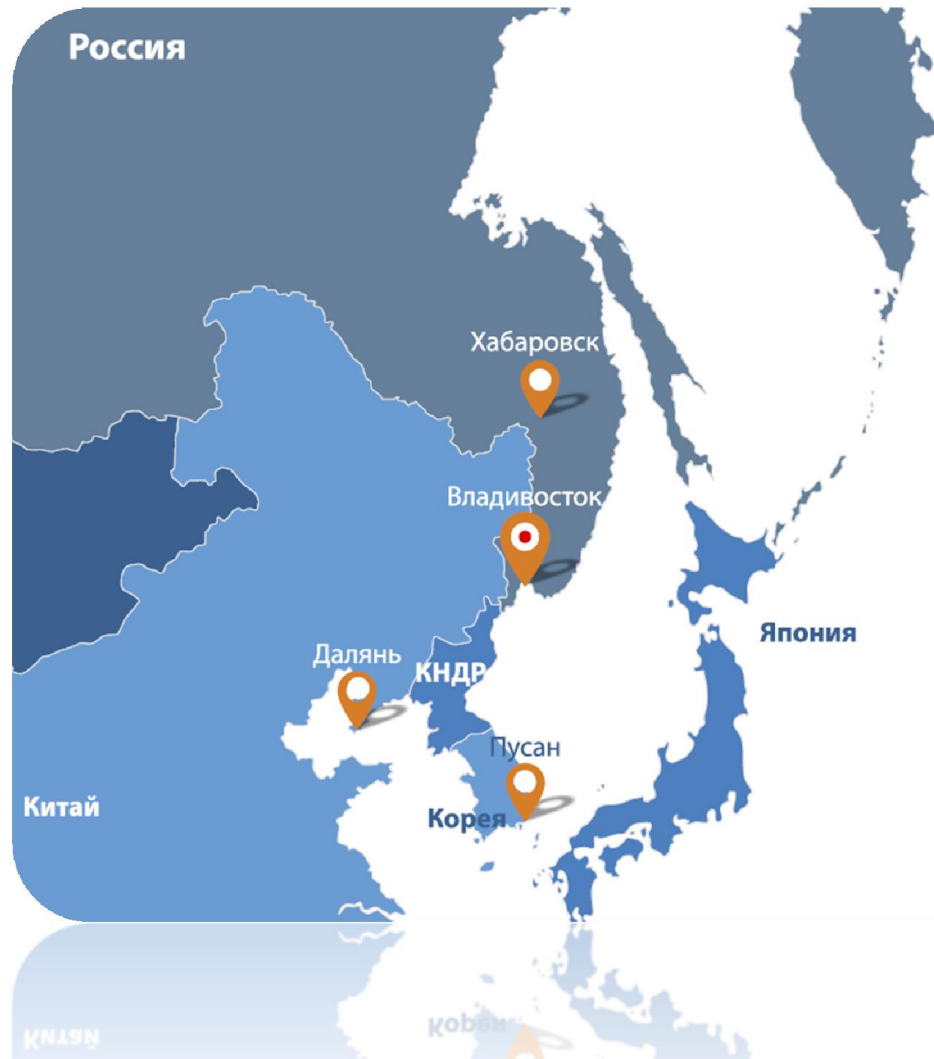 Россия
Хабаровск
Владивосток
Япония
Далянь
КНДР
Пусан
Китай
Корея